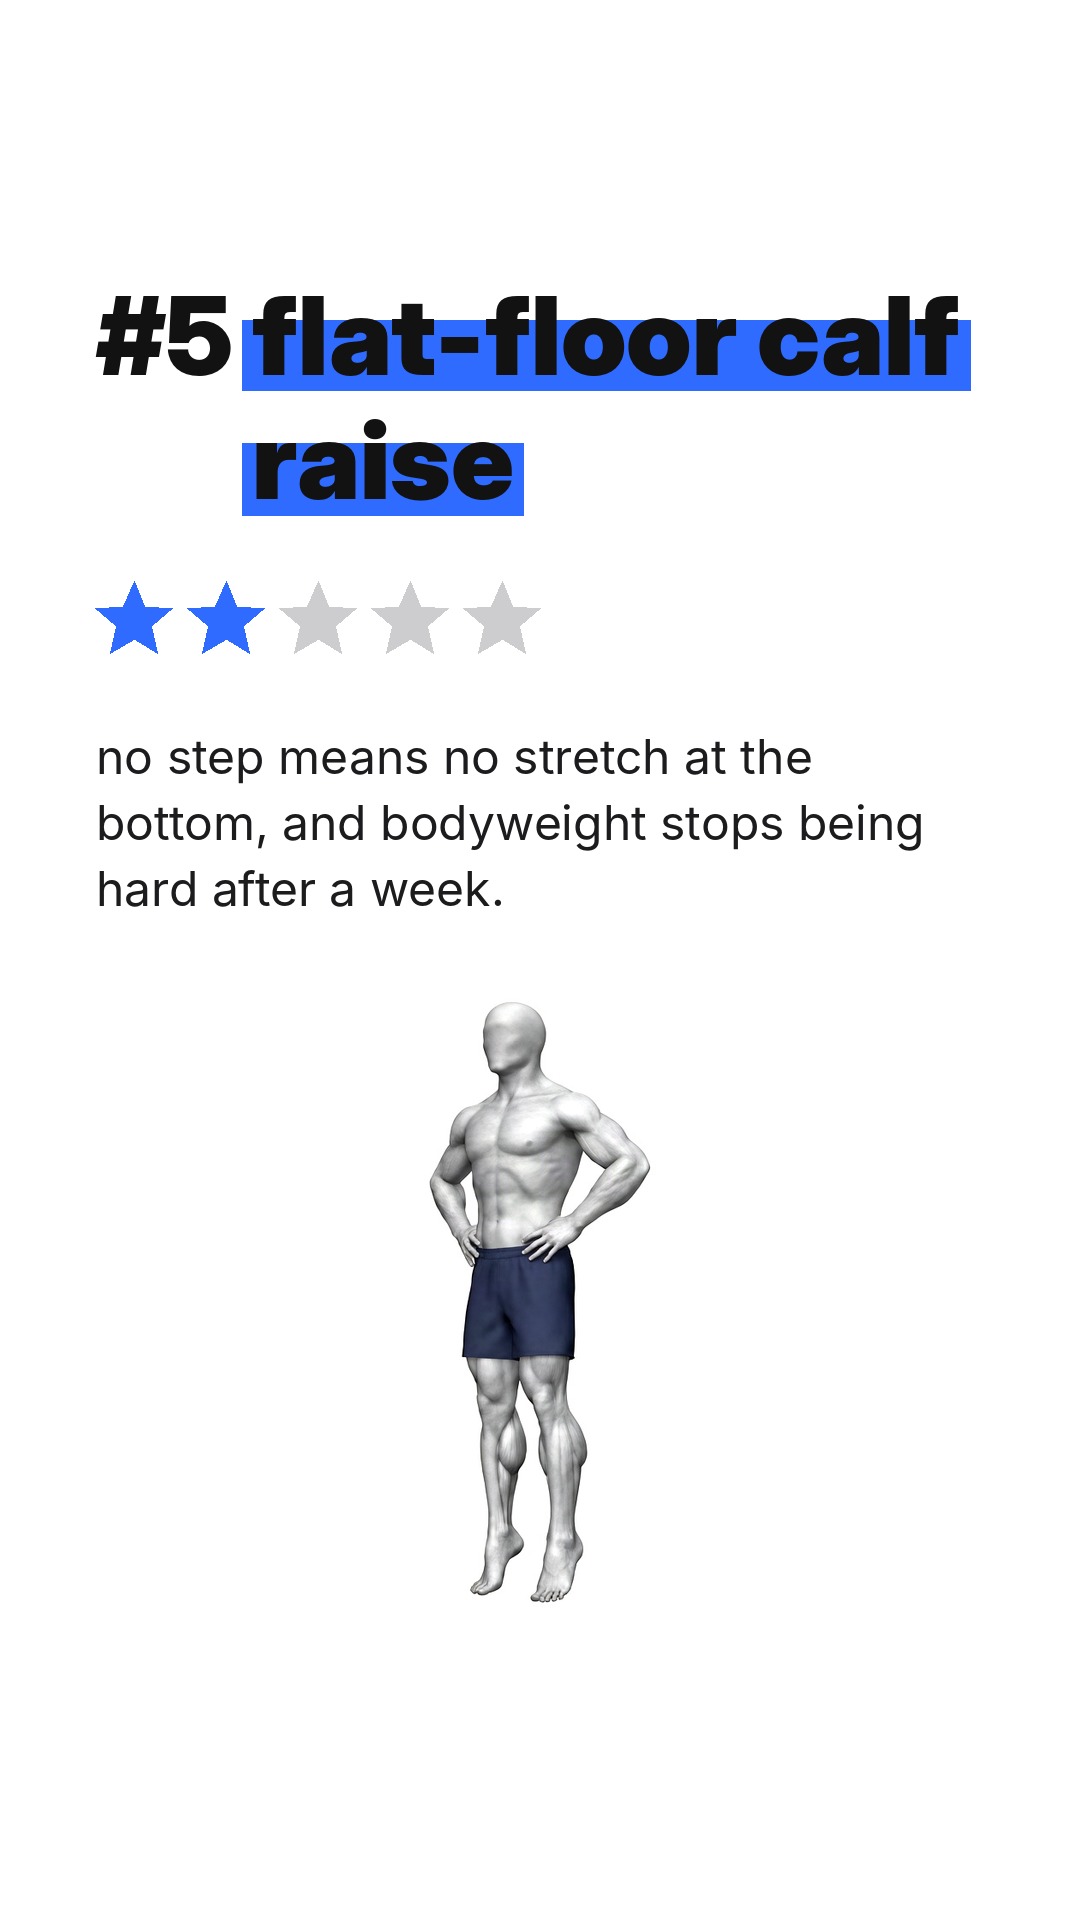 #5 flat-floor calf
raise
no step means no stretch at the
bottom, and bodyweight stops being
hard after a week.